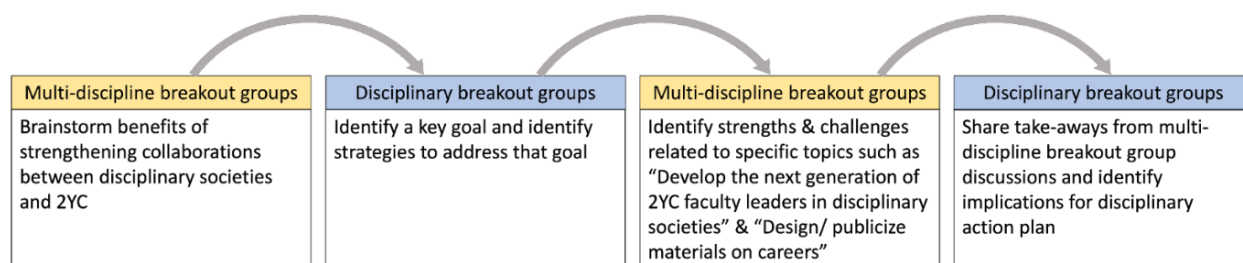 Multi-discipline breakout groups
Brainstorm benefits of
strengthening collaborations
between disciplinary societies
and 2YC
Disciplinary breakout groups
Identify a key goal and identify
strategies to address that goal
Multi-discipline breakout groups
Identify strengths & challenges
related to specific topics such as
“Develop the next generation of
2YC faculty leaders in disciplinary
societies” & “Design/ publicize
materials on careers”
Disciplinary breakout groups
Share take-aways from multi-
discipline breakout group
discussions and identify
implications for disciplinary
action plan